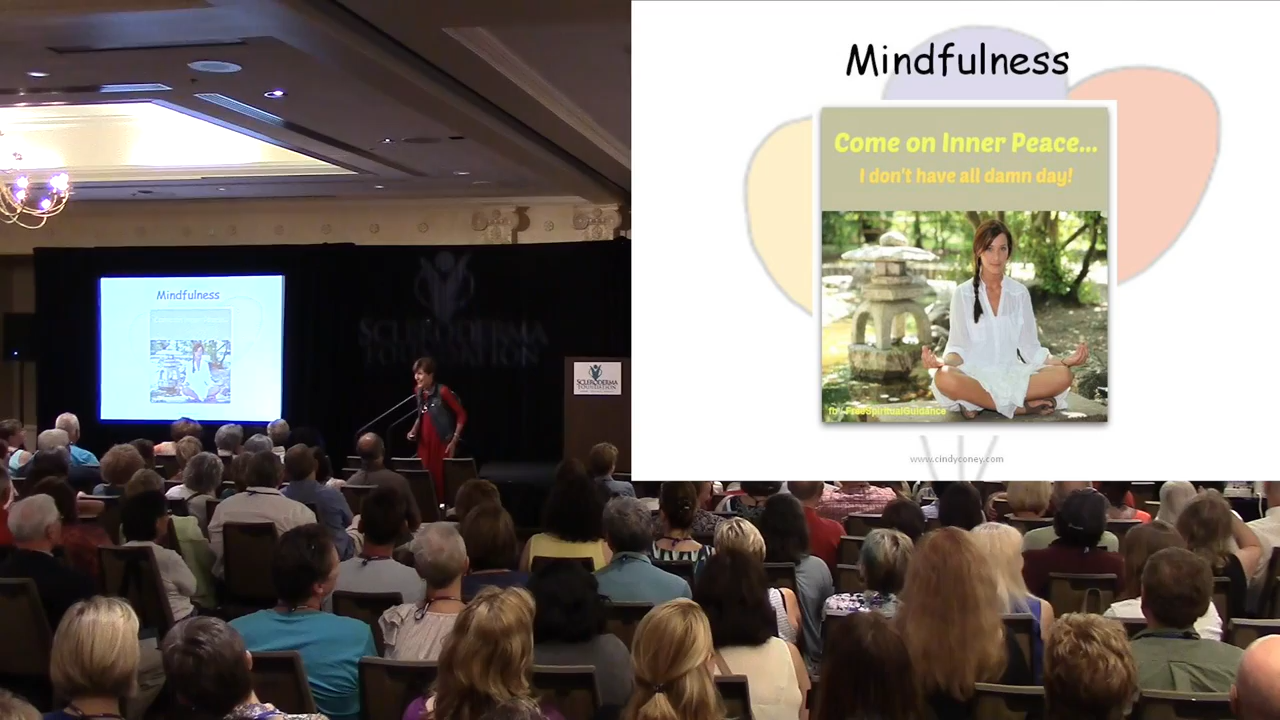 Mindfulness
Come on Inner Peace...
I don't have all damn day!
fb / FreeSpiritualGuidance
www.cindyconey.com
Mindfulness
SCLERODERMA
FOUNDATION
SCLERODERMA
FOUNDATION